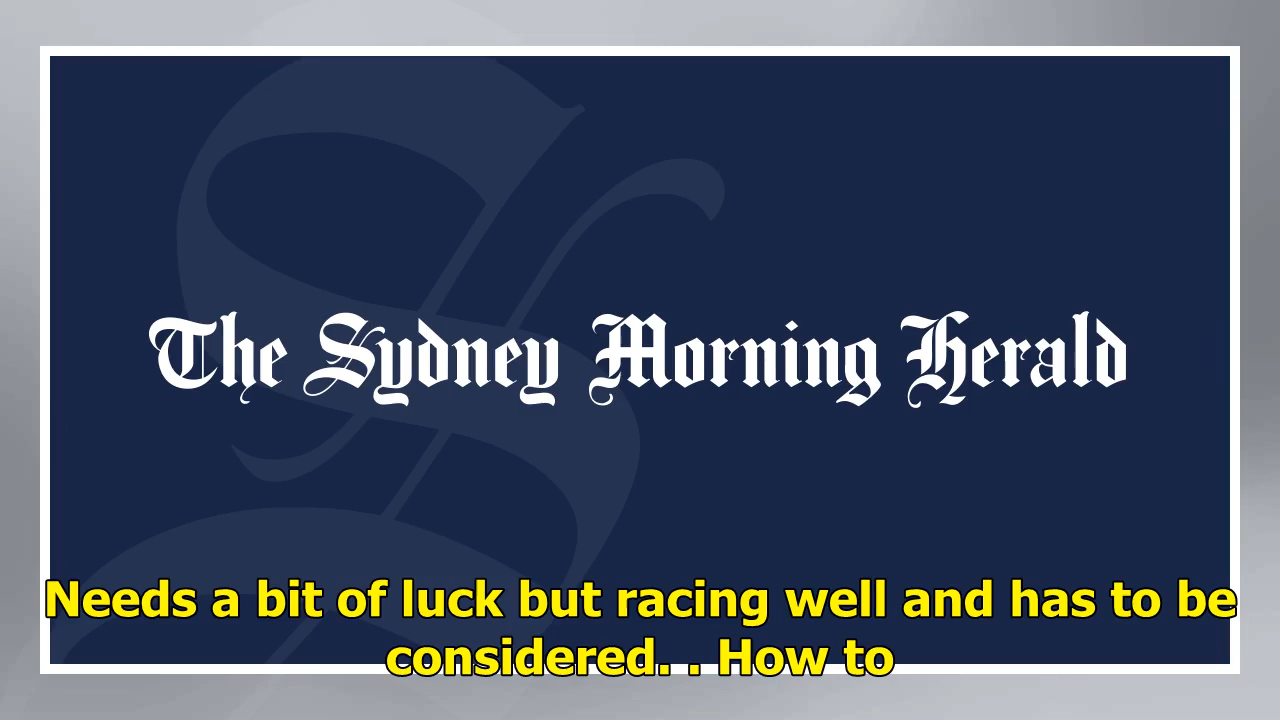 The Sydney Morning Herald
Needs a bit of luck but racing well and has to be
considered. . How to